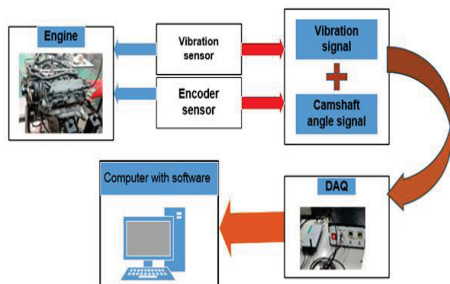 Engine
Vibration
sensor
Encoder
sensor
Vibration
signal
+
Camshaft
angle signal
Computer with software
DAQ